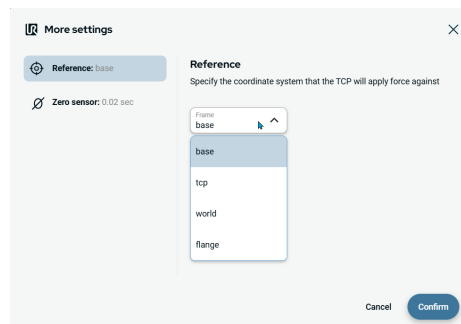 More settings
Reference: base
Zero sensor: 0.02 sec
Reference
Specify the coordinate system that the TCP will apply force against
Frame
base
base
tcp
world
flange
Cancel
Confirm